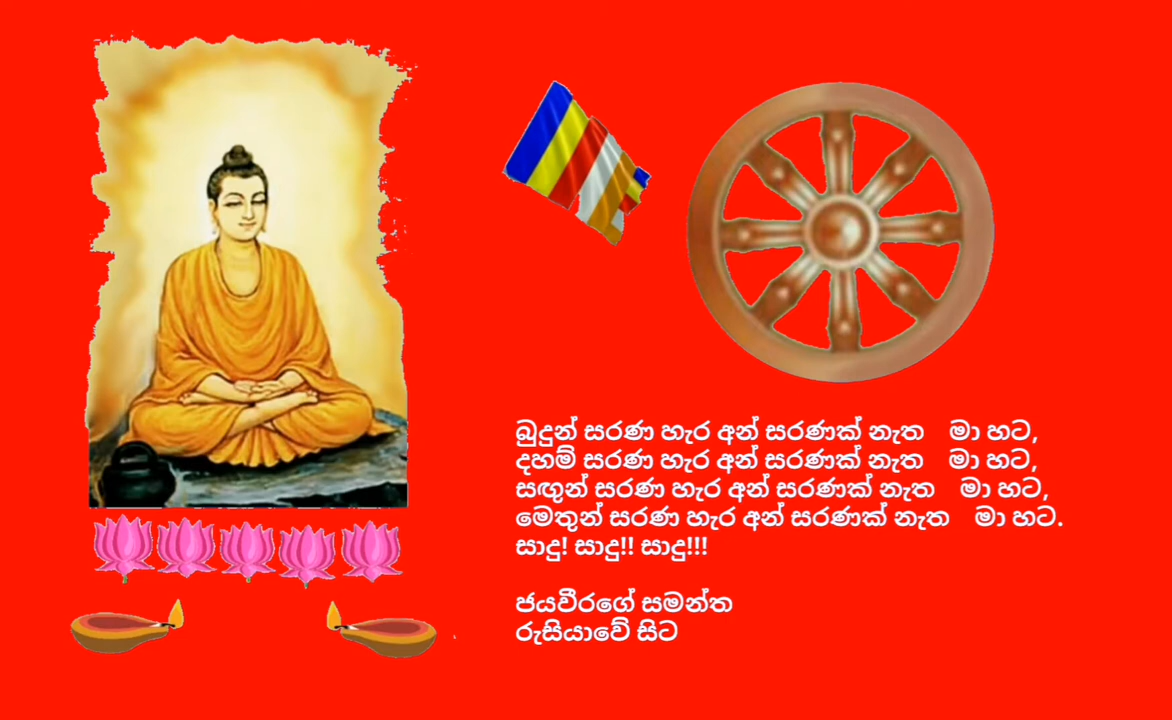 බුදුන් සරණ හැර අන් සරණක් නැත මා හට,
දහම් සරණ හැර අන් සරණක් නැත මා හට,
සඟුන් සරණ හැර අන් සරණක් නැත මා හට,
මෙතුන් සරණ හැර අන් සරණක් නැත මා හට.
සාදු! සාදු!! සාදු!!!
ජයවීරගේ සමන්ත
රුසියාවේ සිට